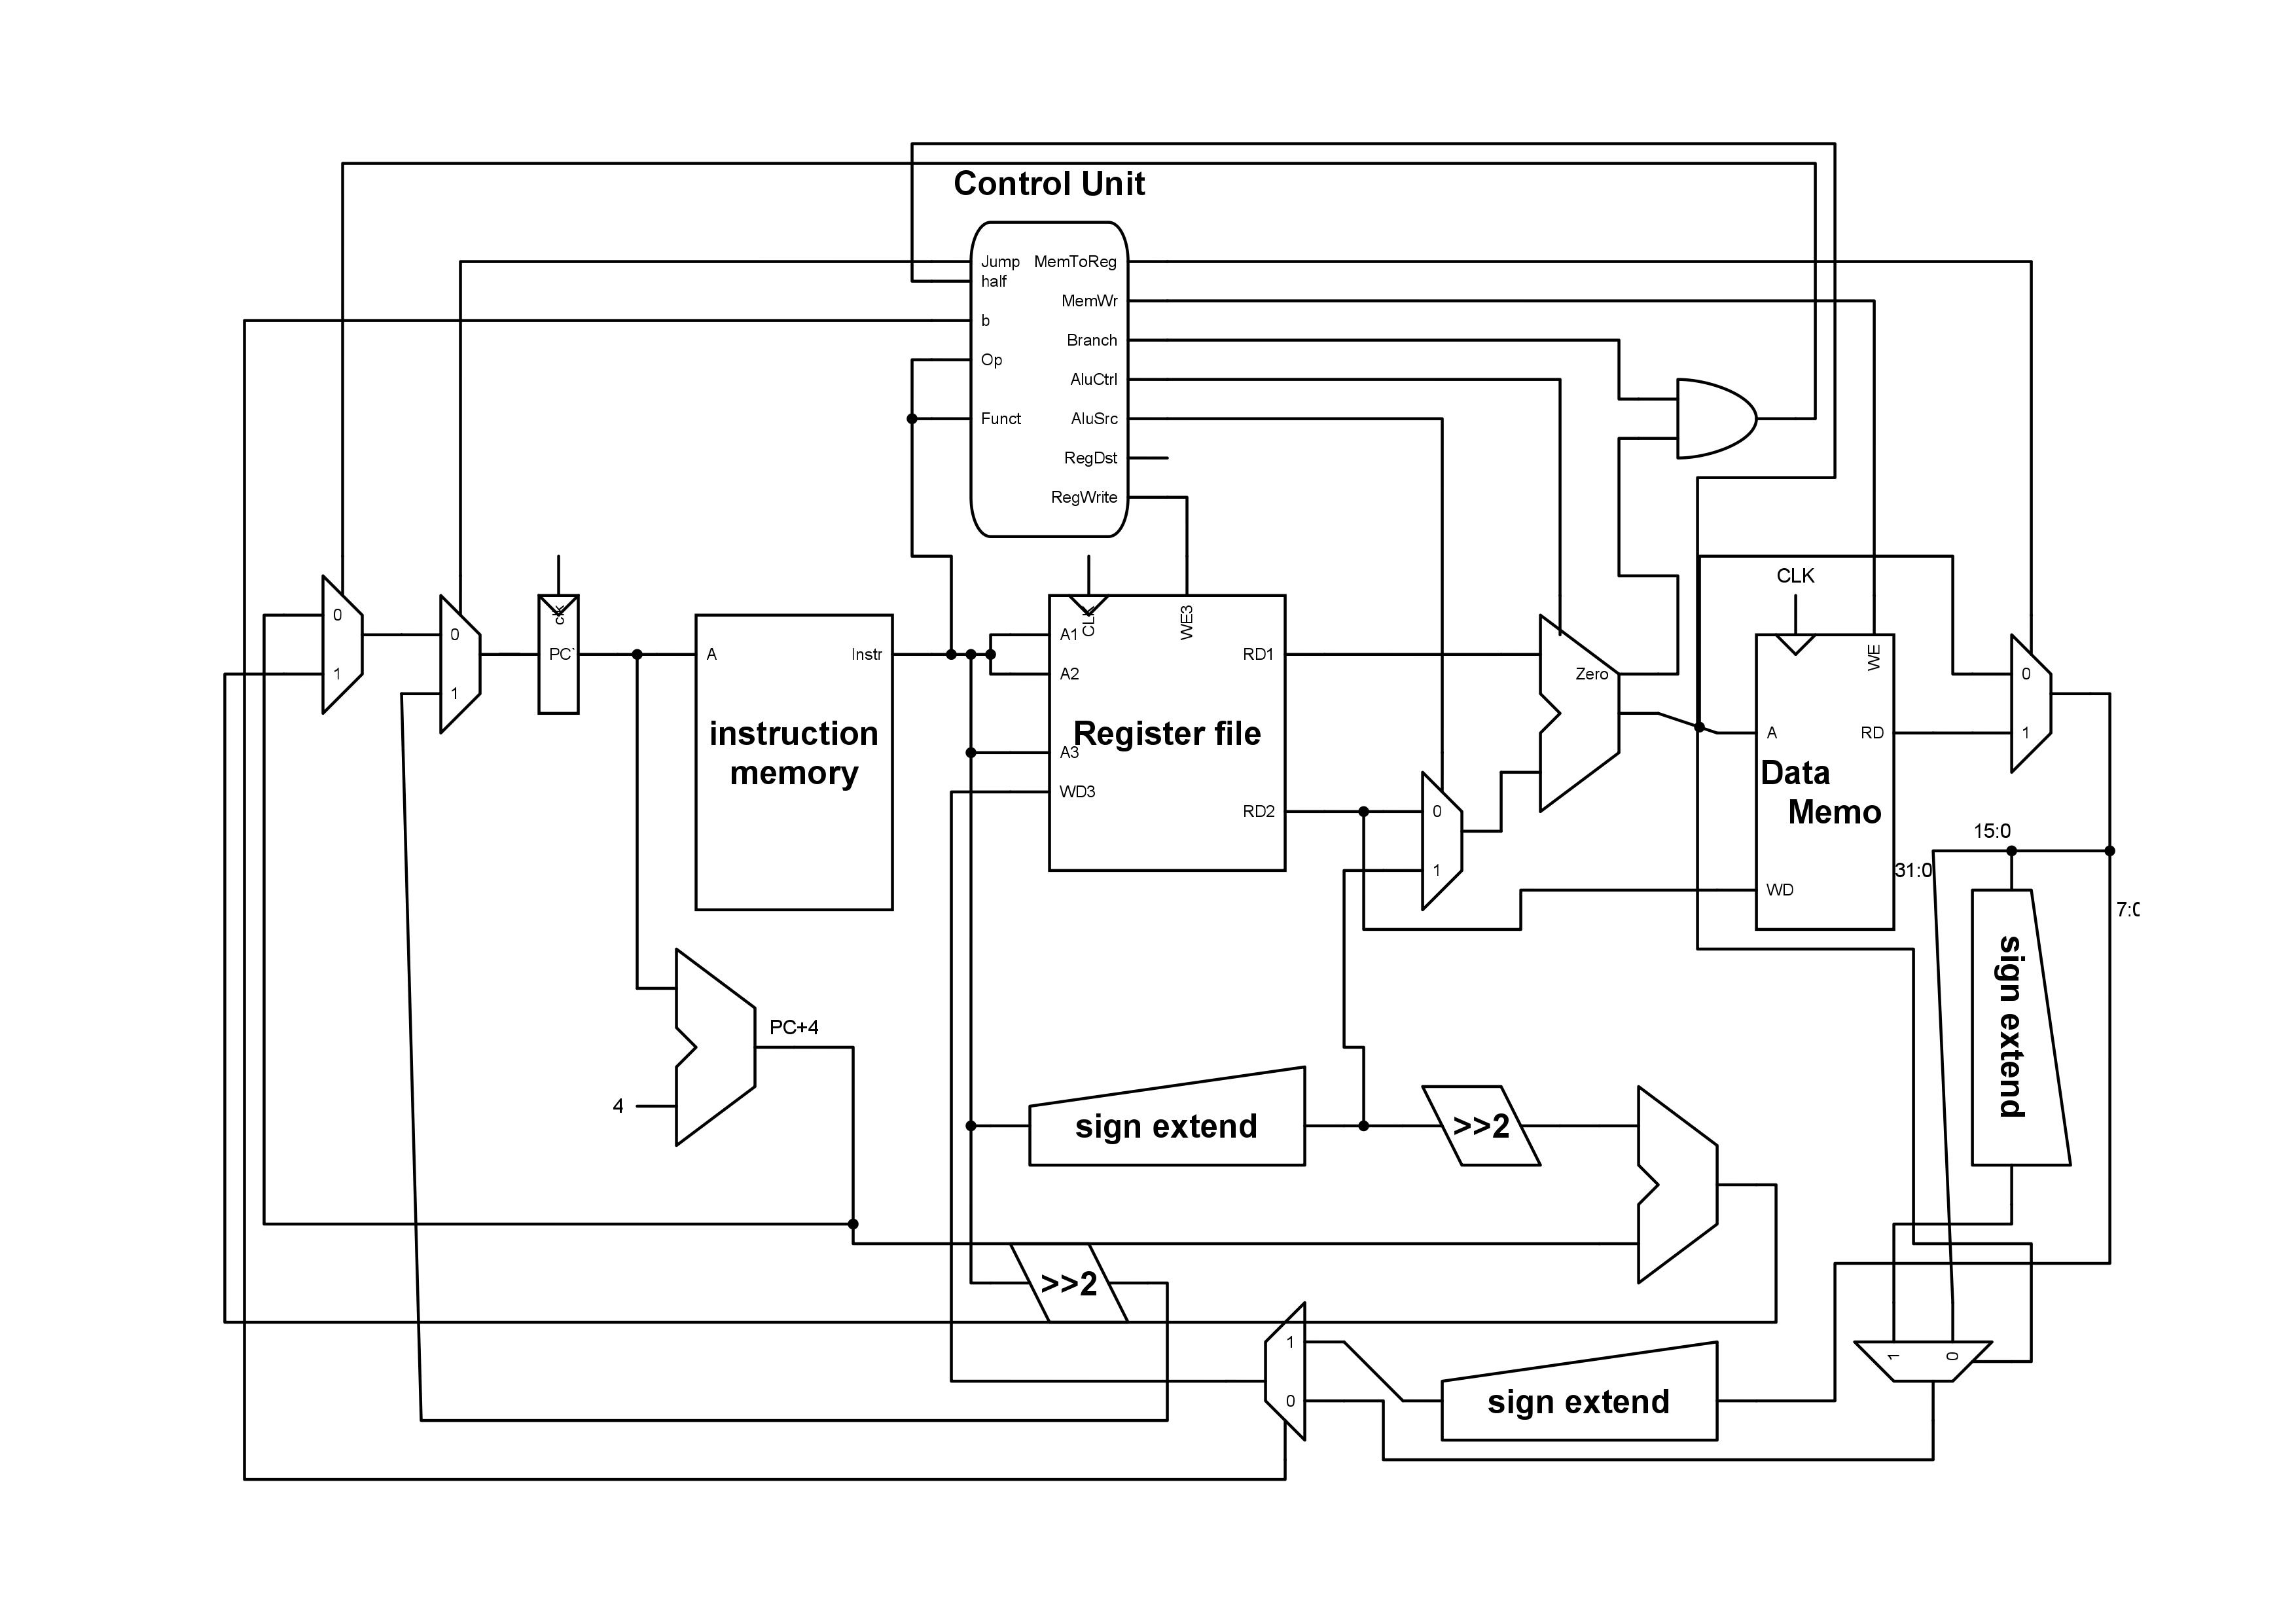 Control Unit
Jump
MemToReg
half
MemWr
b
Branch
Op
AluCtrl
Funct
AluSrc
RegDst
RegWrite
CLK
0
1
0
1
clk
PC`
A
Instr
instruction
memory
A1
CLK
WE3
A2
RD1
Register file
A3
WD3
RD2
Zero
0
1
A
WE
RD
Data
Memo
WD
0
1
15:0
31:0
sign extend
PC+4
4
sign extend
>>2
>>2
1
0
sign extend
1
0